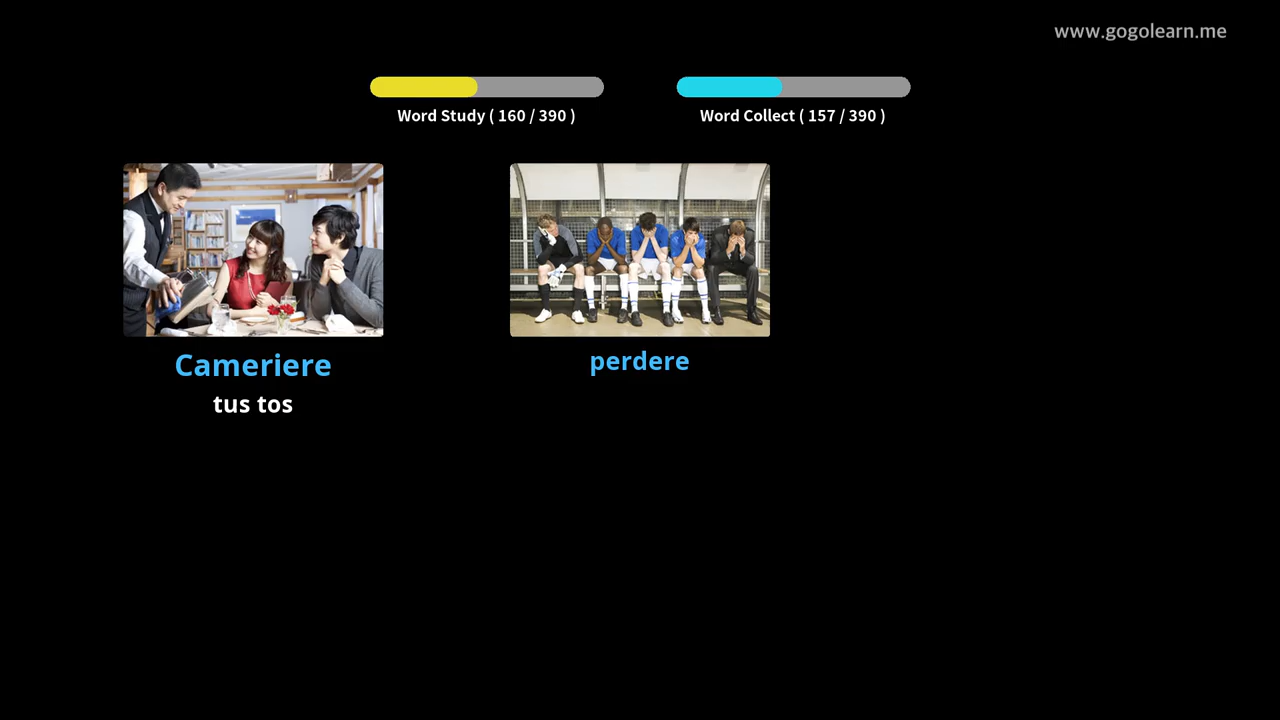 www.gogolearn.me
Word Study ( 160 / 390 )
Word Collect ( 157 / 390 )
Cameriere
tus tos
perdere